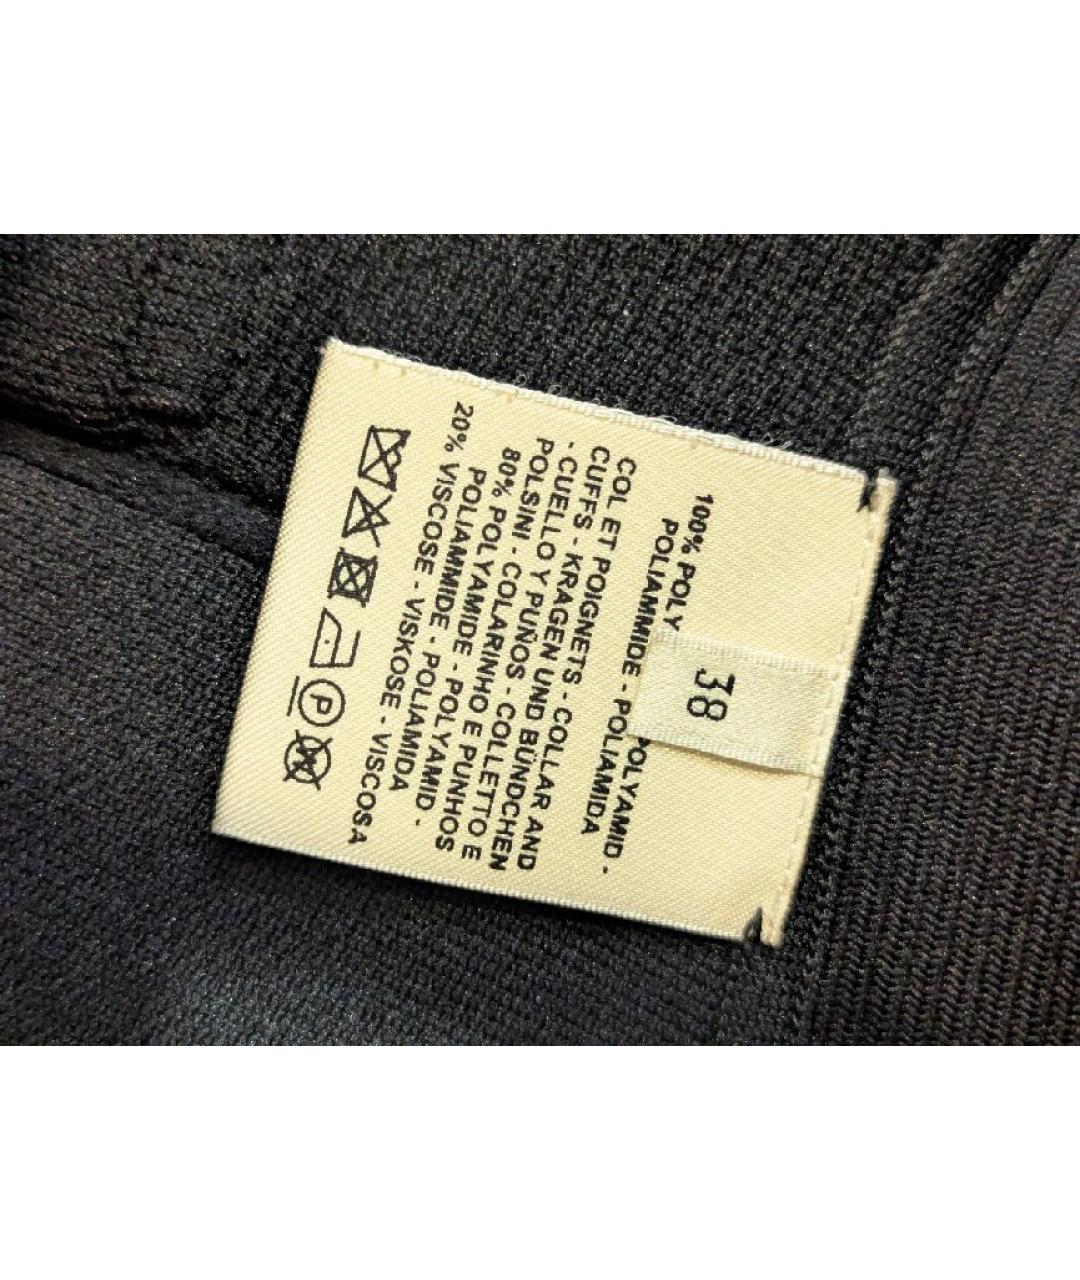 100% POLY
POLYAMID -
POLIAMMIDE - POLIAMIDA
COL ET POIGNETS - COLLAR AND
CUFFS - KRAGEN UND BÜNDCHEN
- CUELLO Y PUÑOS - COLLETTO E
POLSINI - COLARINHO E PUNHOS
80% POLYAMIDE - POLYAMID -
POLIAMMIDE - POLIAMIDA
20% VISCOSE - VISKOSE - VISCOSA
38
P